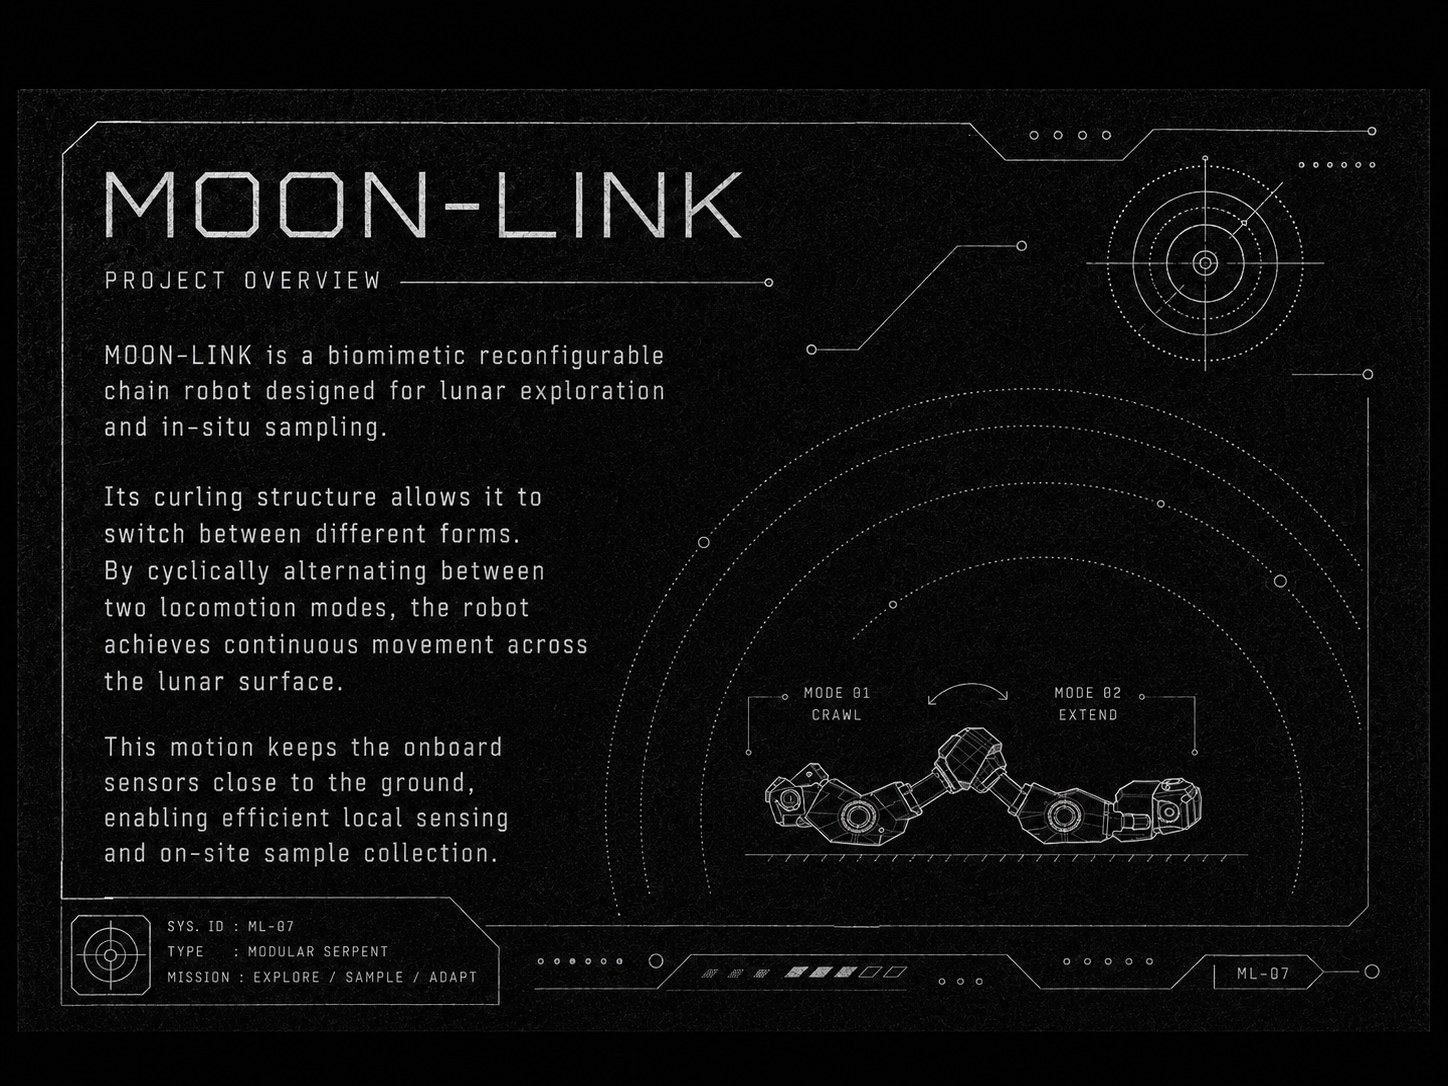 MOON-LINK
PROJECT OVERVIEW
MOON-LINK is a biomimetic reconfigurable
chain robot designed for lunar exploration
and in-situ sampling.
Its curling structure allows it to
switch between different forms.
By cyclically alternating between
two locomotion modes, the robot
achieves continuous movement across
the lunar surface.
This motion keeps the onboard
sensors close to the ground,
enabling efficient local sensing
and on-site sample collection.
MODE 01
CRAWL
MODE 02
EXTEND
SYS. ID : ML-07
TYPE : MODULAR SERPENT
MISSION : EXPLORE / SAMPLE / ADAPT
ML-07